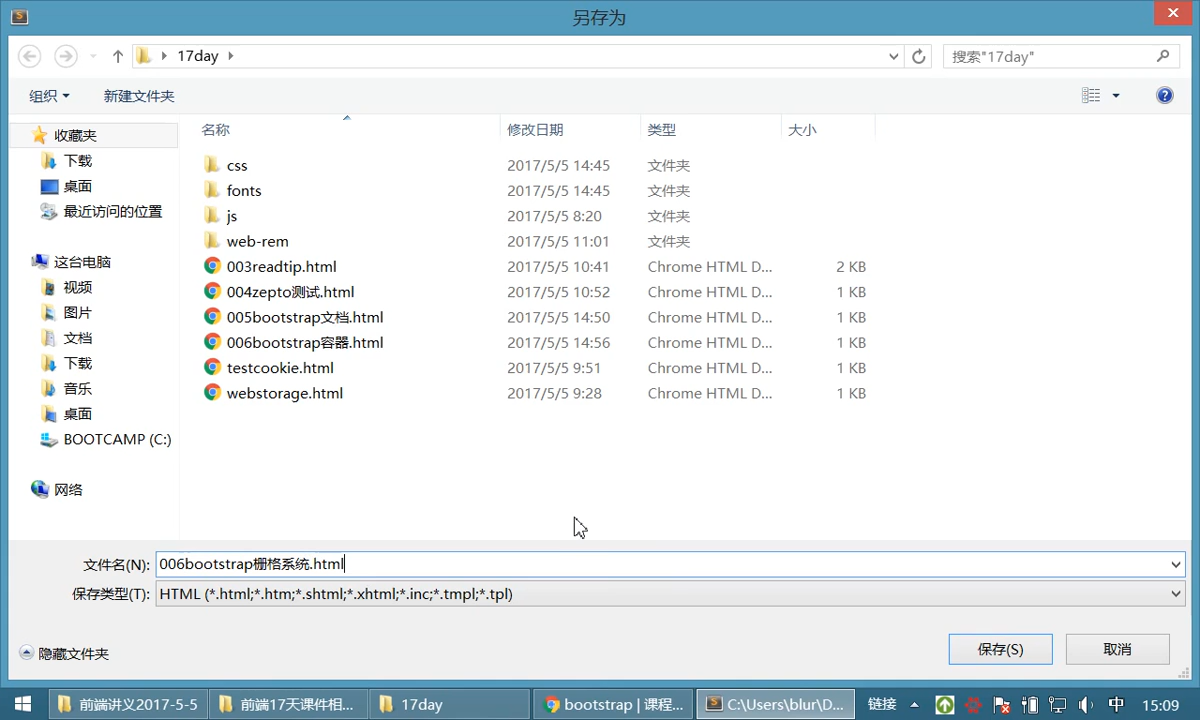 另存为
17day
搜索"17day"
组织
新建文件夹
名称
修改日期
类型
大小
收藏夹
下载
桌面
最近访问的位置
这台电脑
视频
图片
文档
下载
音乐
桌面
BOOTCAMP (C:)
网络
css 2017/5/5 14:45 文件夹
fonts 2017/5/5 14:45 文件夹
js 2017/5/5 8:20 文件夹
web-rem 2017/5/5 11:01 文件夹
003readtip.html 2017/5/5 10:41 Chrome HTML D... 2 KB
004zepto测试.html 2017/5/5 10:52 Chrome HTML D... 1 KB
005bootstrap文档.html 2017/5/5 14:50 Chrome HTML D... 1 KB
006bootstrap容器.html 2017/5/5 14:56 Chrome HTML D... 1 KB
testcookie.html 2017/5/5 9:51 Chrome HTML D... 1 KB
webstorage.html 2017/5/5 9:28 Chrome HTML D... 1 KB
文件名(N): 006bootstrap栅格系统.html
保存类型(T): HTML (*.html;*.htm;*.shtml;*.xhtml;*.inc;*.tmpl;*.tpl)
隐藏文件夹
保存(S)
取消
前端讲义2017-5-5
前端17天课件相...
17day
bootstrap | 课程...
C:\Users\blur\D...
链接
中
15:09